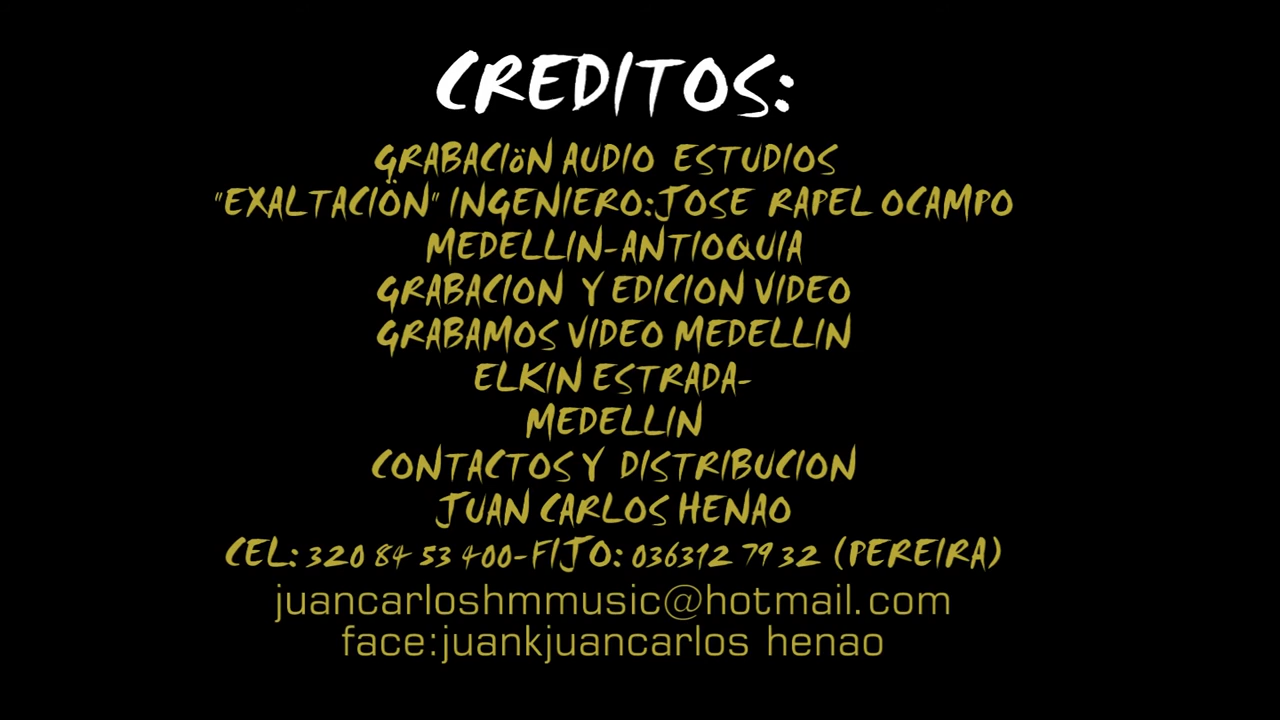 CREDITOS:
GRABACIÖN AUDIO ESTUDIOS
"EXALTACIÖN" INGENIERO:JOSE RAPEL OCAMPO
MEDELLIN-ANTIOQUIA
GRABACION Y EDICION VIDEO
GRABAMOS VIDEO MEDELLIN
ELKIN ESTRADA-
MEDELLIN
CONTACTOS Y DISTRIBUCION
JUAN CARLOS HENAO
CEL: 320 84 53 400-FIJO: 036312 79 32 (PEREIRA)
juancarloshmmusic@hotmail.com
face:juankjuancarlos henao